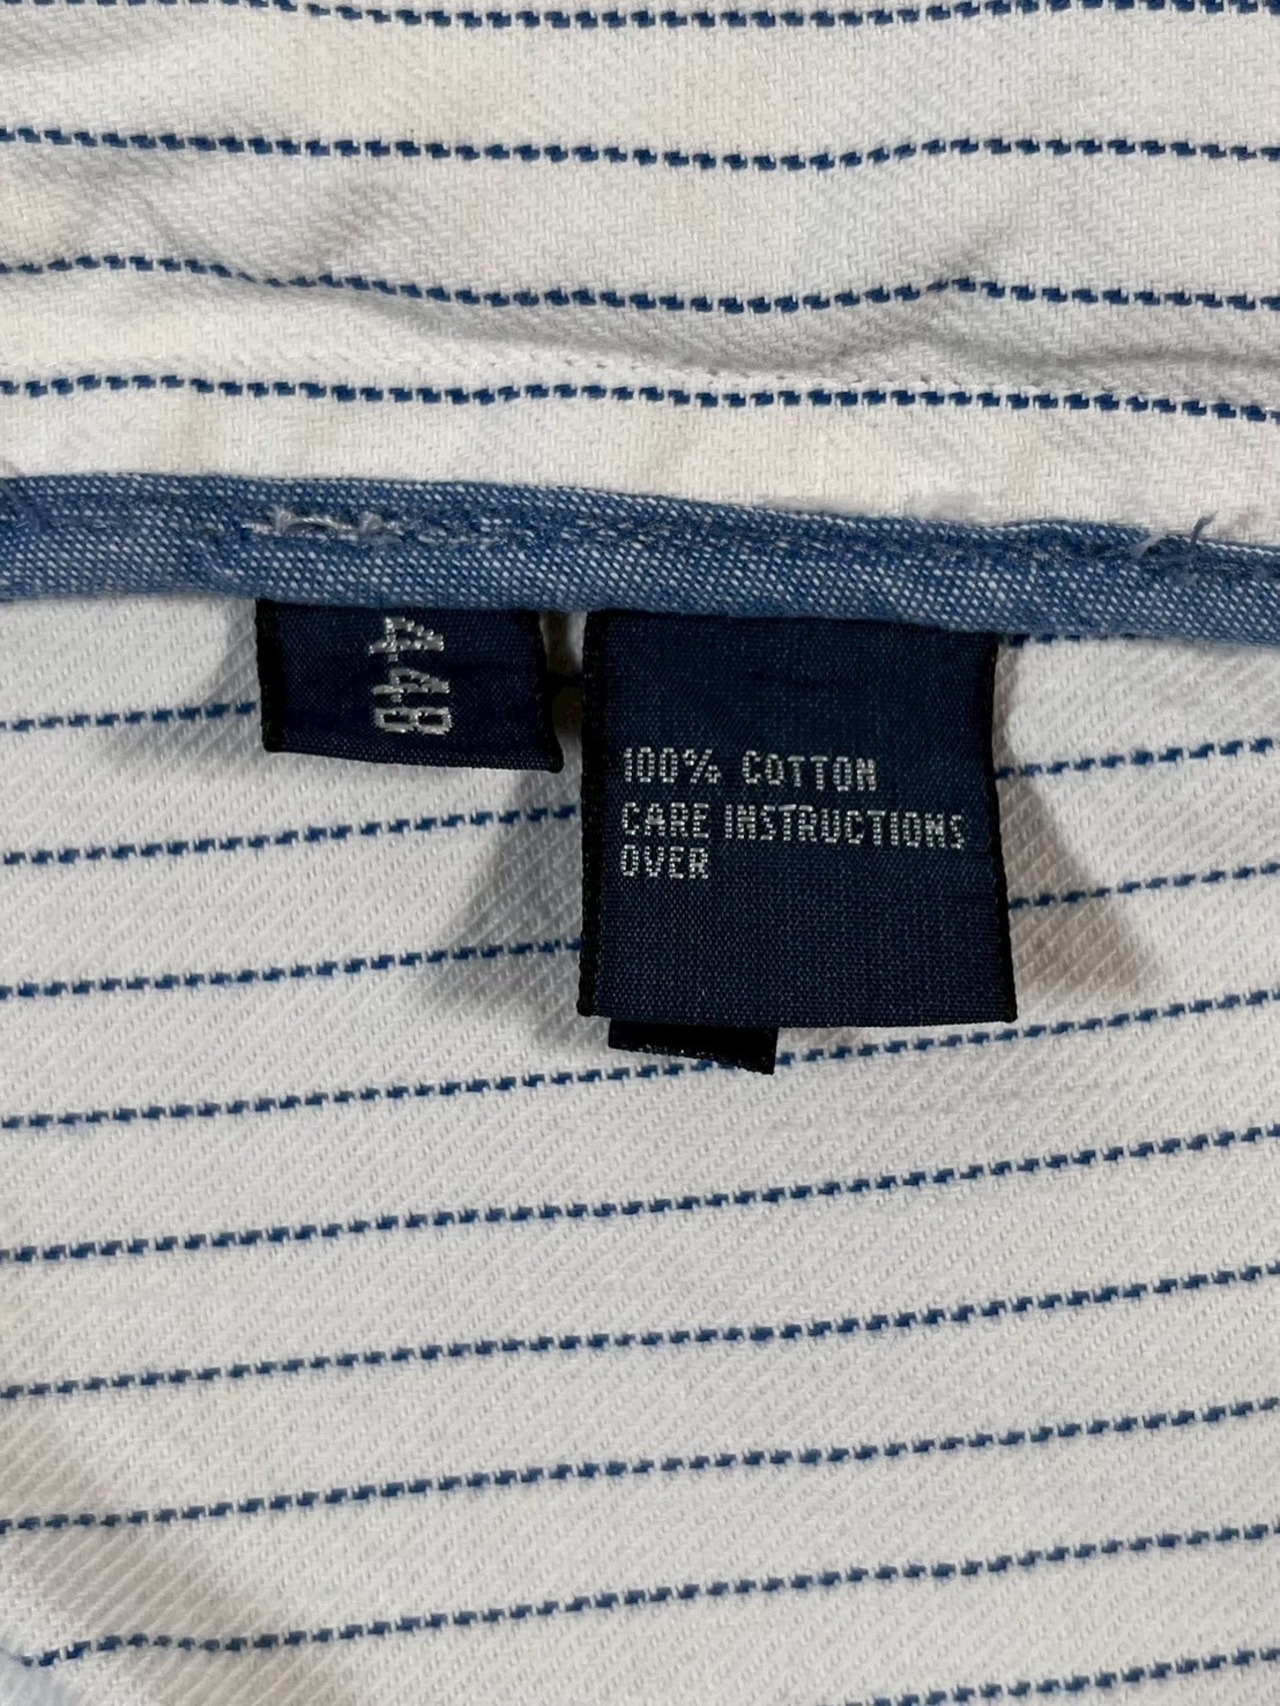 448
100% COTTON
CARE INSTRUCTIONS
OVER